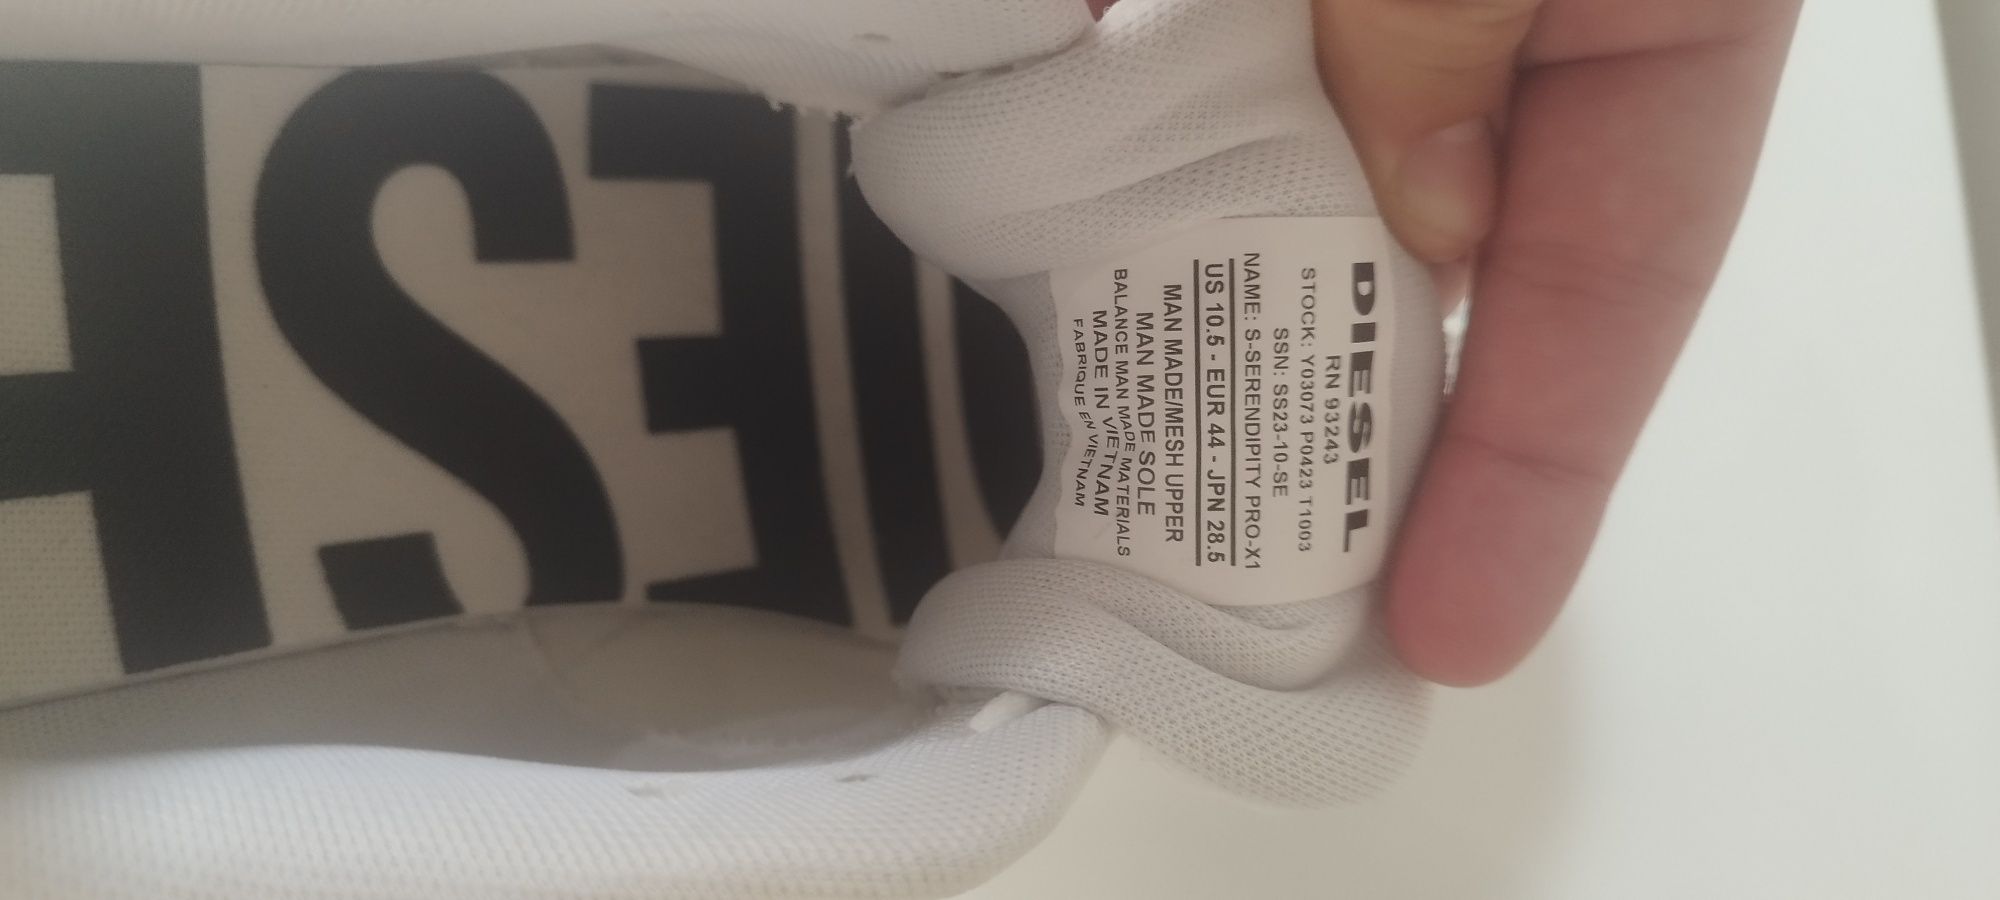 DIESEL
RN 93243
STOCK: Y03073 P0423 T1003
SSN: SS23-10-SE
NAME: S-SERENDIPITY PRO-X1
US 10.5 - EUR 44 - JPN 28.5
MAN MADE/MESH UPPER
MAN MADE SOLE
BALANCE MAN MADE MATERIALS
MADE IN VIETNAM
FABRIQUE EN VIETNAM
DIESE